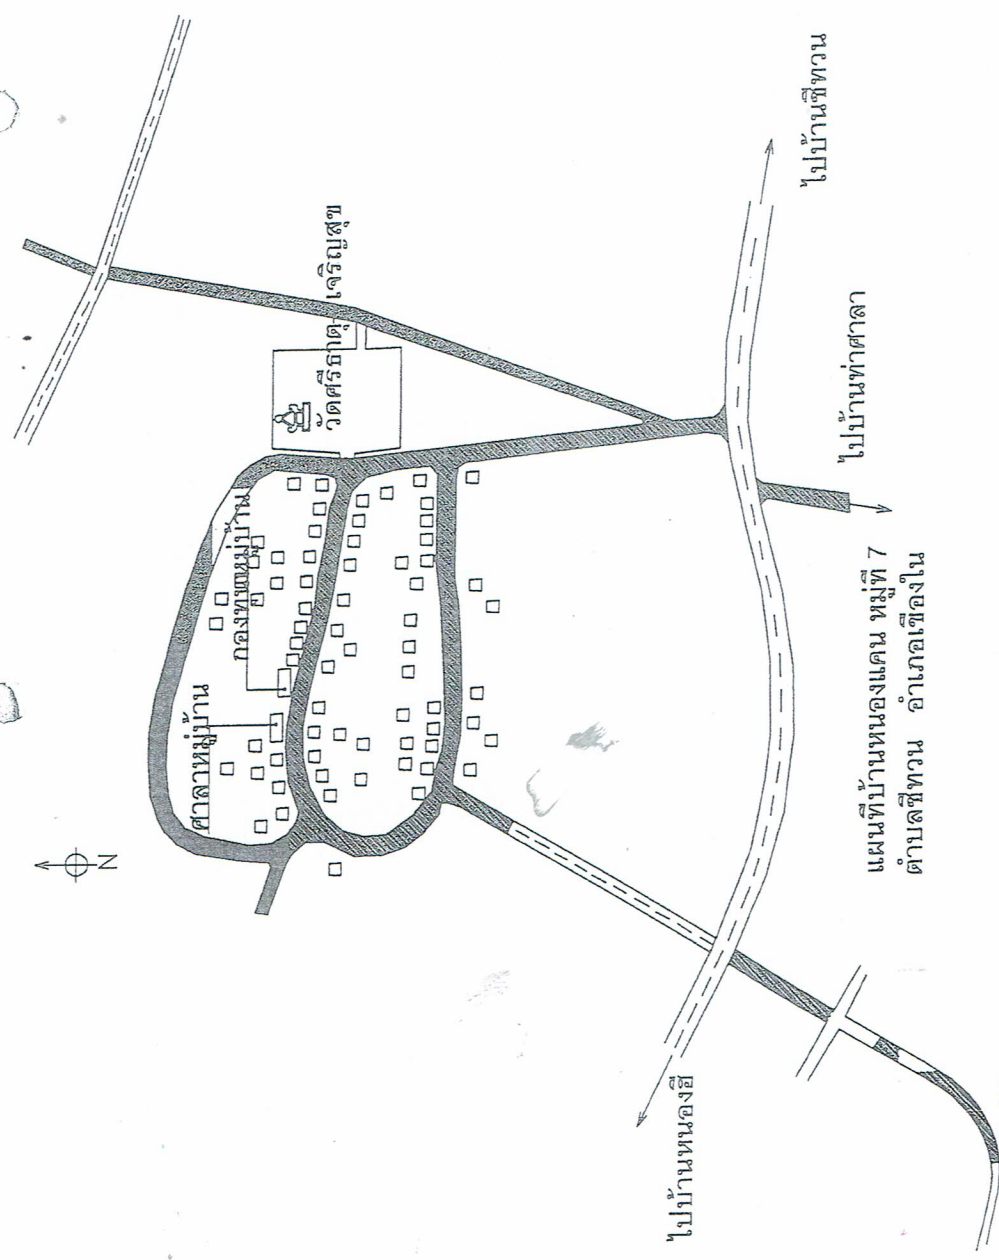 N
ศาลาหมู่บ้าน
กองทุนหมู่บ้าน
วัดศรีธาตุ เจริญสุข
ไปบ้านหนองฮี
ไปบ้านท่าศาลา
ไปบ้านชีทวน
แผนที่บ้านหนองแคน หมู่ที่ 7
ตำบลชีทวน อำเภอเขื่องใน